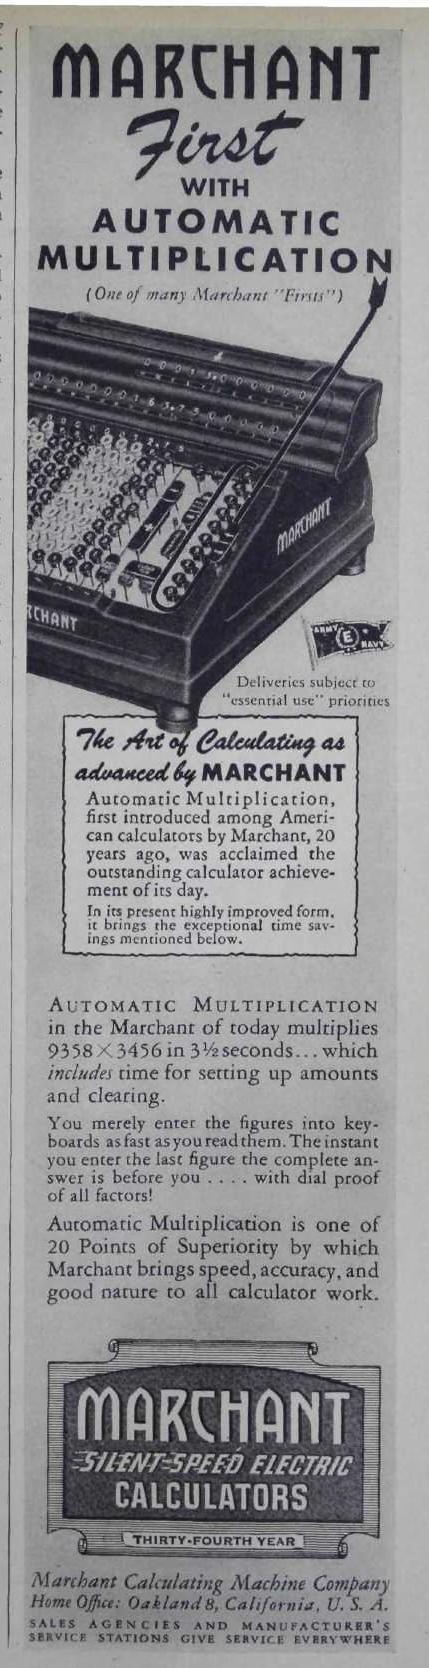 MARCHANT
First
WITH
AUTOMATIC
MULTIPLICATION
(One of many Marchant "Firsts")
MARCHANT
RCHANT
ARMY E NAVY
Deliveries subject to
"essential use" priorities
The Art of Calculating as
advanced by MARCHANT
Automatic Multiplication,
first introduced among Ameri-
can calculators by Marchant, 20
years ago, was acclaimed the
outstanding calculator achieve-
ment of its day.
In its present highly improved form,
it brings the exceptional time sav-
ings mentioned below.
AUTOMATIC MULTIPLICATION
in the Marchant of today multiplies
9358 × 3456 in 3½ seconds... which
includes time for setting up amounts
and clearing.
You merely enter the figures into key-
boards as fast as you read them. The instant
you enter the last figure the complete an-
swer is before you .... with dial proof
of all factors!
Automatic Multiplication is one of
20 Points of Superiority by which
Marchant brings speed, accuracy, and
good nature to all calculator work.
MARCHANT
SILENT-SPEED ELECTRIC
CALCULATORS
THIRTY-FOURTH YEAR
Marchant Calculating Machine Company
Home Office: Oakland 8, California, U. S. A.
SALES AGENCIES AND MANUFACTURER'S
SERVICE STATIONS GIVE SERVICE EVERYWHERE